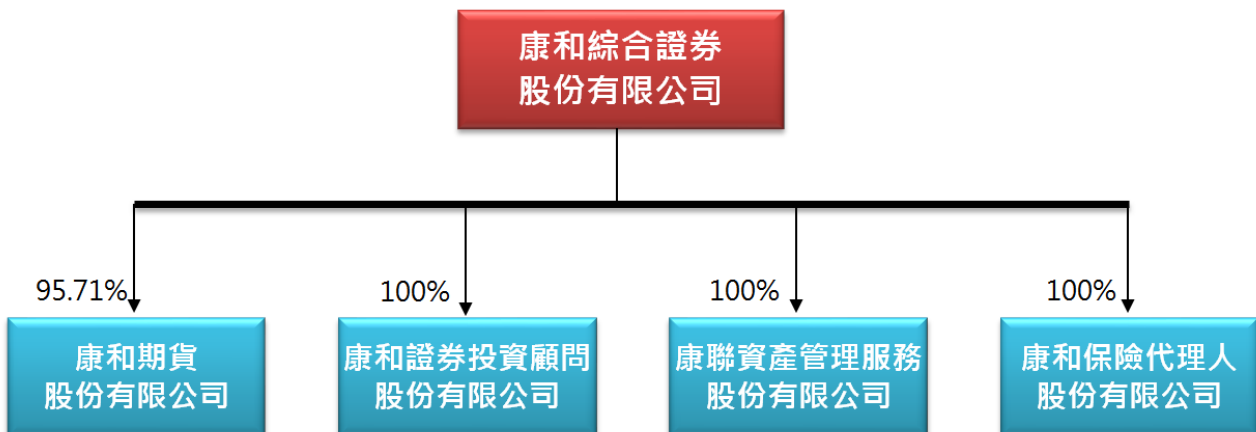 康和綜合證券
股份有限公司
95.71%
100%
100%
100%
康和期貨
股份有限公司
康和證券投資顧問
股份有限公司
康聯資產管理服務
股份有限公司
康和保險代理人
股份有限公司